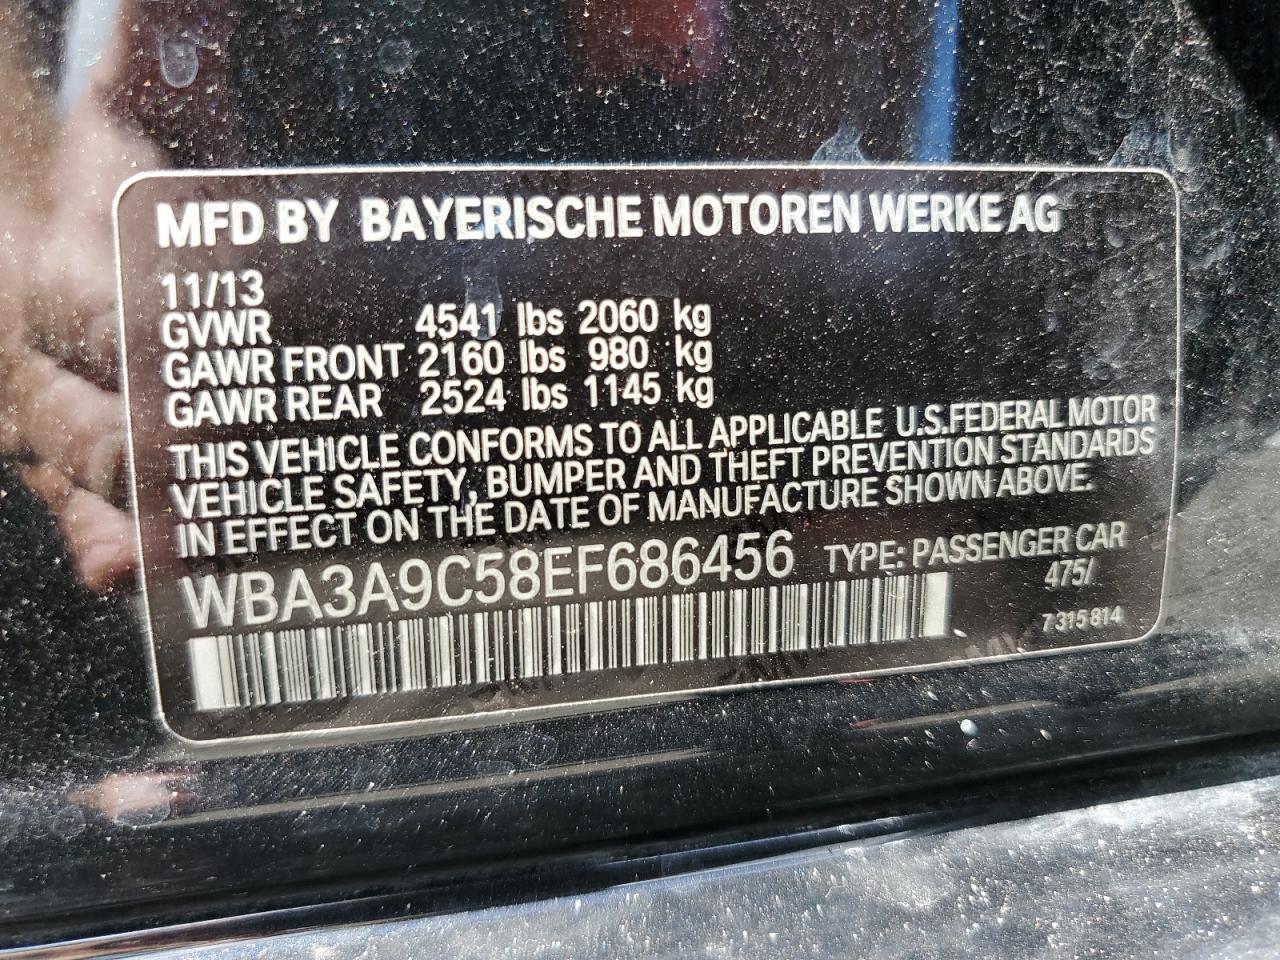 MFD BY BAYERISCHE MOTOREN WERKE AG
11/13
GVWR 4541 lbs 2060 kg
GAWR FRONT 2160 lbs 980 kg
GAWR REAR 2524 lbs 1145 kg
THIS VEHICLE CONFORMS TO ALL APPLICABLE U.S.FEDERAL MOTOR
VEHICLE SAFETY, BUMPER AND THEFT PREVENTION STANDARDS
IN EFFECT ON THE DATE OF MANUFACTURE SHOWN ABOVE.
WBA3A9C58EF686456 TYPE: PASSENGER CAR
475/
7 315 814